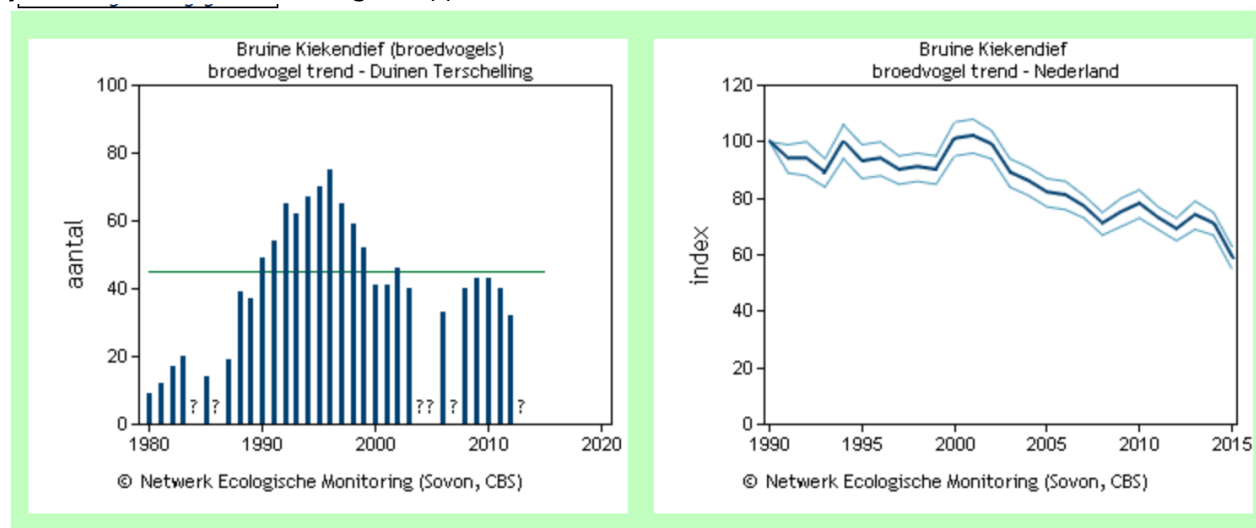 Bruine Kiekendief (broedvogels)
broedvogel trend - Duinen Terschelling
100
80
60
40
20
0
aantal
? ? ?? ? ?
1980 1990 2000 2010 2020
© Netwerk Ecologische Monitoring (Sovon, CBS)
Bruine Kiekendief
broedvogel trend - Nederland
120
100
80
60
40
20
0
index
1990 1995 2000 2005 2010 2015
© Netwerk Ecologische Monitoring (Sovon, CBS)